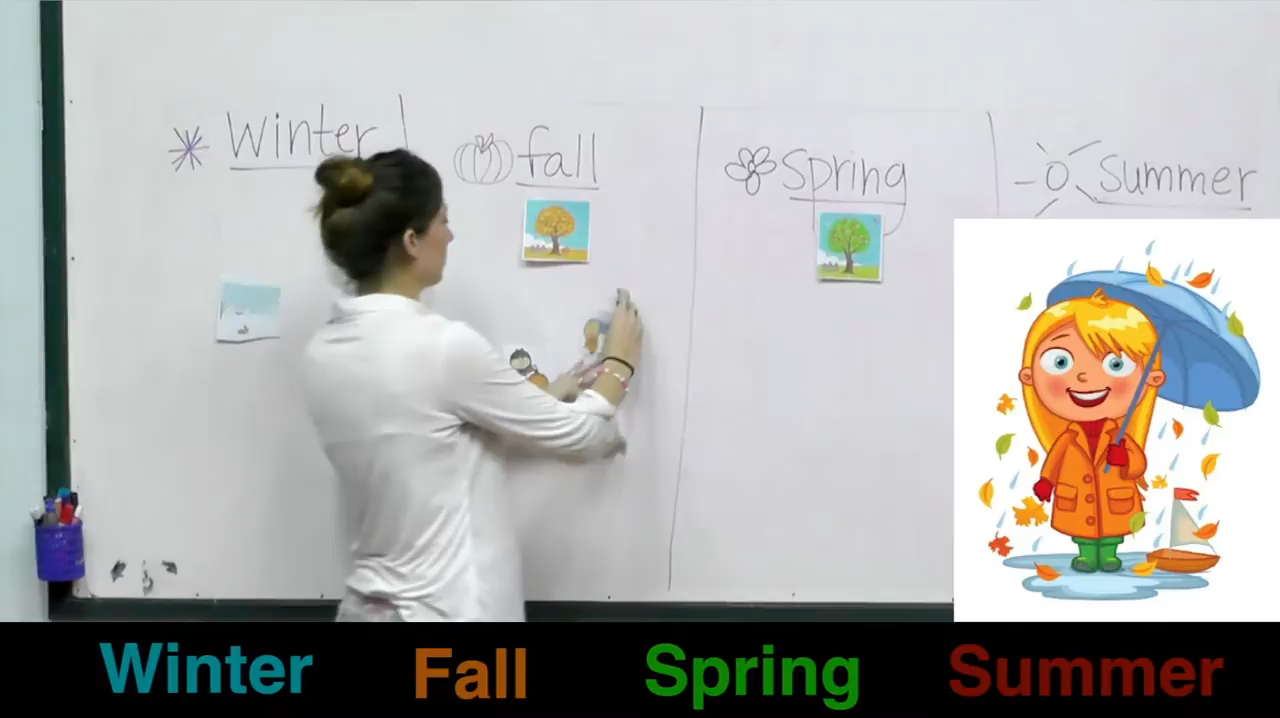 Winter
fall
Spring
Summer
Winter Fall Spring Summer